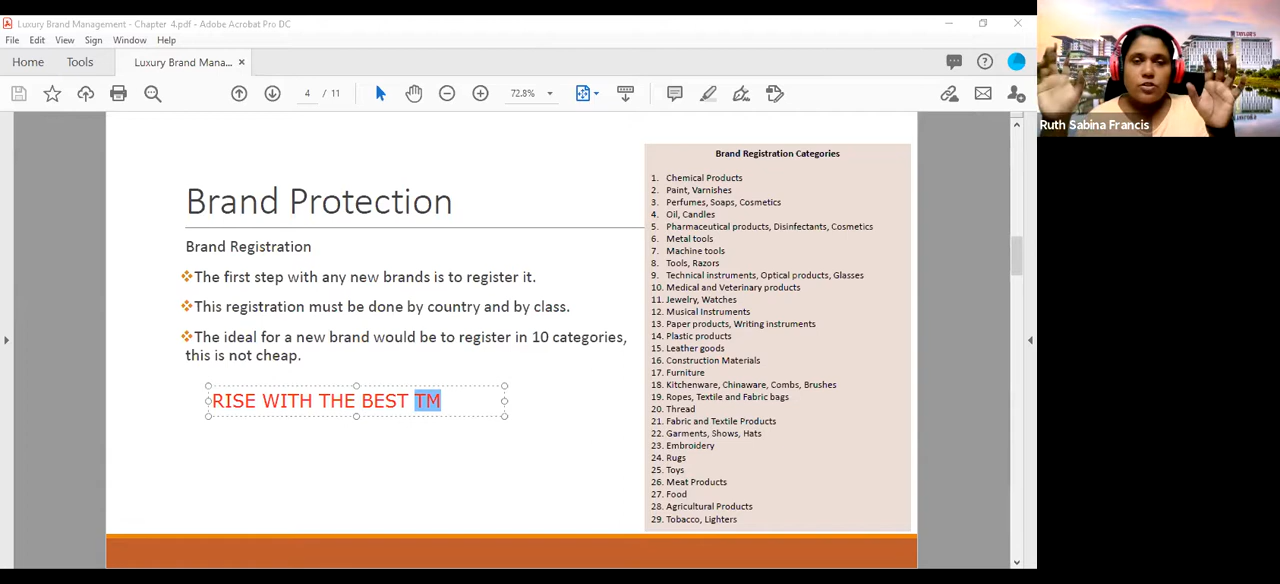 Luxury Brand Management - Chapter 4.pdf - Adobe Acrobat Pro DC
File Edit View Sign Window Help
Home Tools Luxury Brand Mana... ×
4 / 11 72.8%
Brand Protection
Brand Registration
❖The first step with any new brands is to register it.
❖This registration must be done by country and by class.
❖The ideal for a new brand would be to register in 10 categories,
this is not cheap.
RISE WITH THE BEST TM
Brand Registration Categories
1. Chemical Products
2. Paint, Varnishes
3. Perfumes, Soaps, Cosmetics
4. Oil, Candles
5. Pharmaceutical products, Disinfectants, Cosmetics
6. Metal tools
7. Machine tools
8. Tools, Razors
9. Technical instruments, Optical products, Glasses
10. Medical and Veterinary products
11. Jewelry, Watches
12. Musical Instruments
13. Paper products, Writing instruments
14. Plastic products
15. Leather goods
16. Construction Materials
17. Furniture
18. Kitchenware, Chinaware, Combs, Brushes
19. Ropes, Textile and Fabric bags
20. Thread
21. Fabric and Textile Products
22. Garments, Shows, Hats
23. Embroidery
24. Rugs
25. Toys
26. Meat Products
27. Food
28. Agricultural Products
29. Tobacco, Lighters
Ruth Sabina Francis